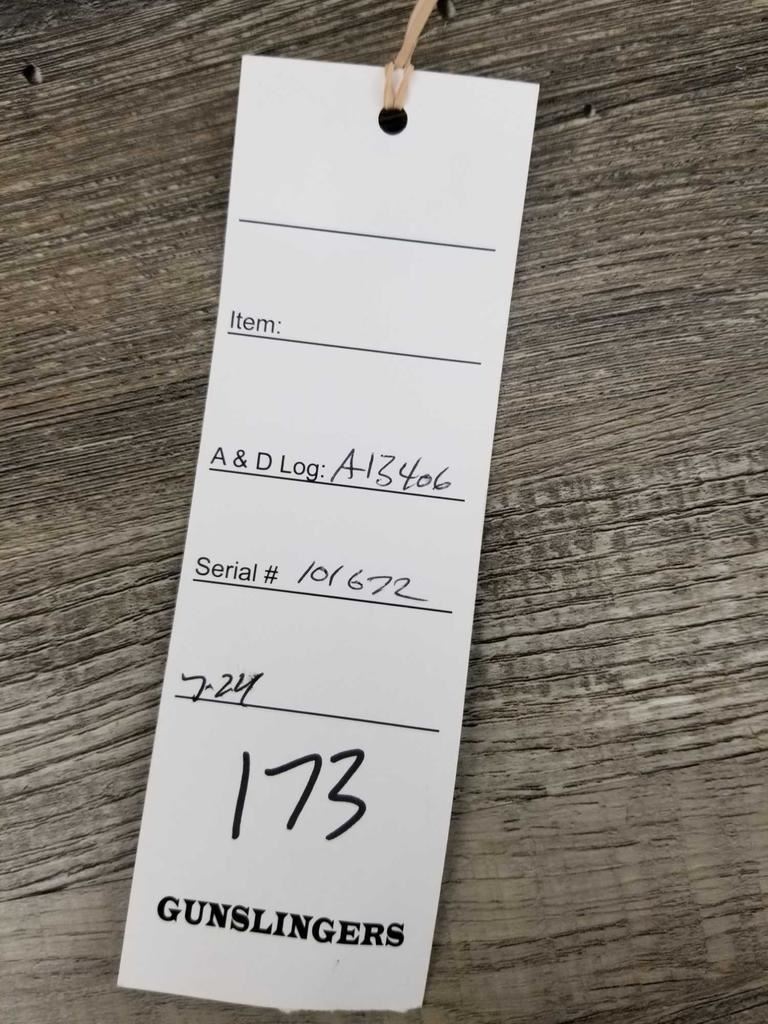 Item:
A & D Log: A13406
Serial # 101672
7-24
173
GUNSLINGERS